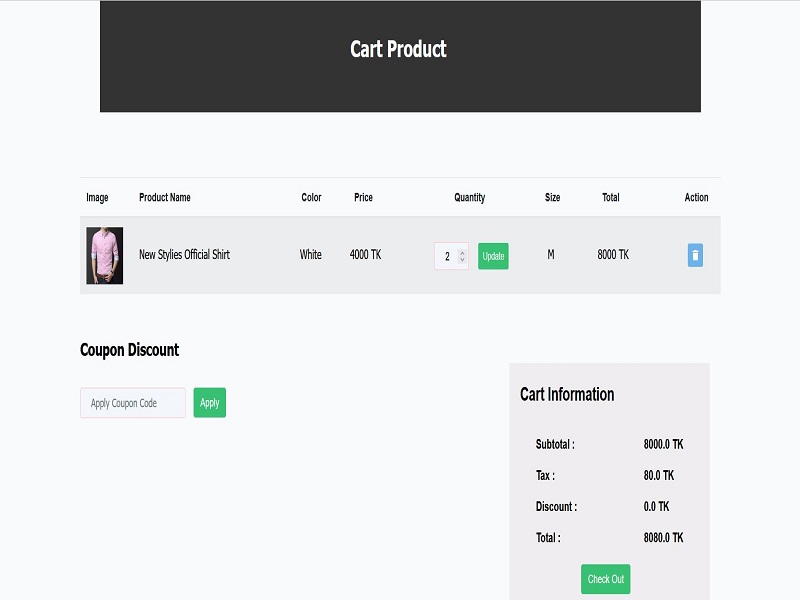 Cart Product
Image Product Name Color Price Quantity Size Total Action
New Stylies Official Shirt White 4000 TK 2 Update M 8000 TK
Coupon Discount
Apply Coupon Code Apply
Cart Information
Subtotal : 8000.0 TK
Tax : 80.0 TK
Discount : 0.0 TK
Total : 8080.0 TK
Check Out